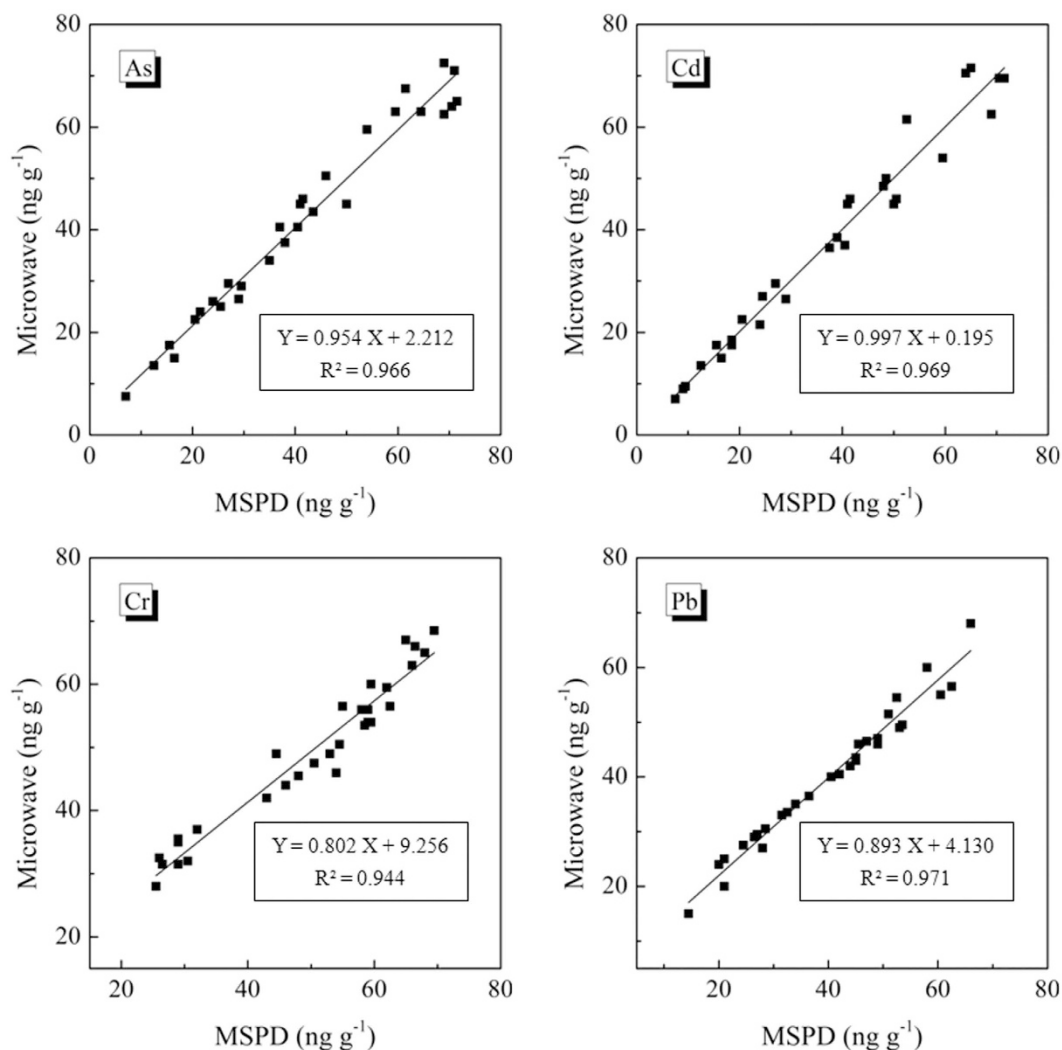 As
80
60
40
20
0
Microwave (ng g⁻¹)
Y = 0.954 X + 2.212
R² = 0.966
0 20 40 60 80
MSPD (ng g⁻¹)
Cd
80
60
40
20
0
Microwave (ng g⁻¹)
Y = 0.997 X + 0.195
R² = 0.969
0 20 40 60 80
MSPD (ng g⁻¹)
Cr
80
60
40
20
Microwave (ng g⁻¹)
Y = 0.802 X + 9.256
R² = 0.944
20 40 60 80
MSPD (ng g⁻¹)
Pb
80
60
40
20
Microwave (ng g⁻¹)
Y = 0.893 X + 4.130
R² = 0.971
20 40 60 80
MSPD (ng g⁻¹)